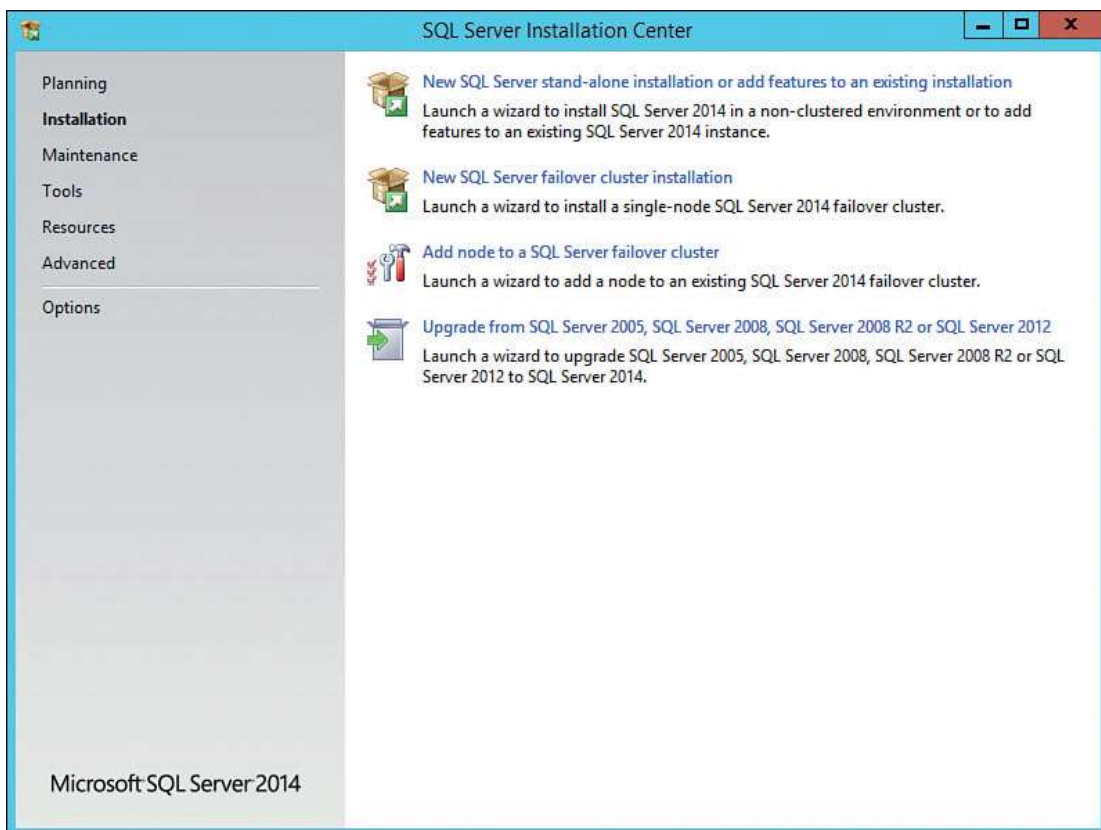 SQL Server Installation Center
Planning
Installation
Maintenance
Tools
Resources
Advanced
Options
Microsoft SQL Server 2014
New SQL Server stand-alone installation or add features to an existing installation
Launch a wizard to install SQL Server 2014 in a non-clustered environment or to add
features to an existing SQL Server 2014 instance.
New SQL Server failover cluster installation
Launch a wizard to install a single-node SQL Server 2014 failover cluster.
Add node to a SQL Server failover cluster
Launch a wizard to add a node to an existing SQL Server 2014 failover cluster.
Upgrade from SQL Server 2005, SQL Server 2008, SQL Server 2008 R2 or SQL Server 2012
Launch a wizard to upgrade SQL Server 2005, SQL Server 2008, SQL Server 2008 R2 or SQL
Server 2012 to SQL Server 2014.